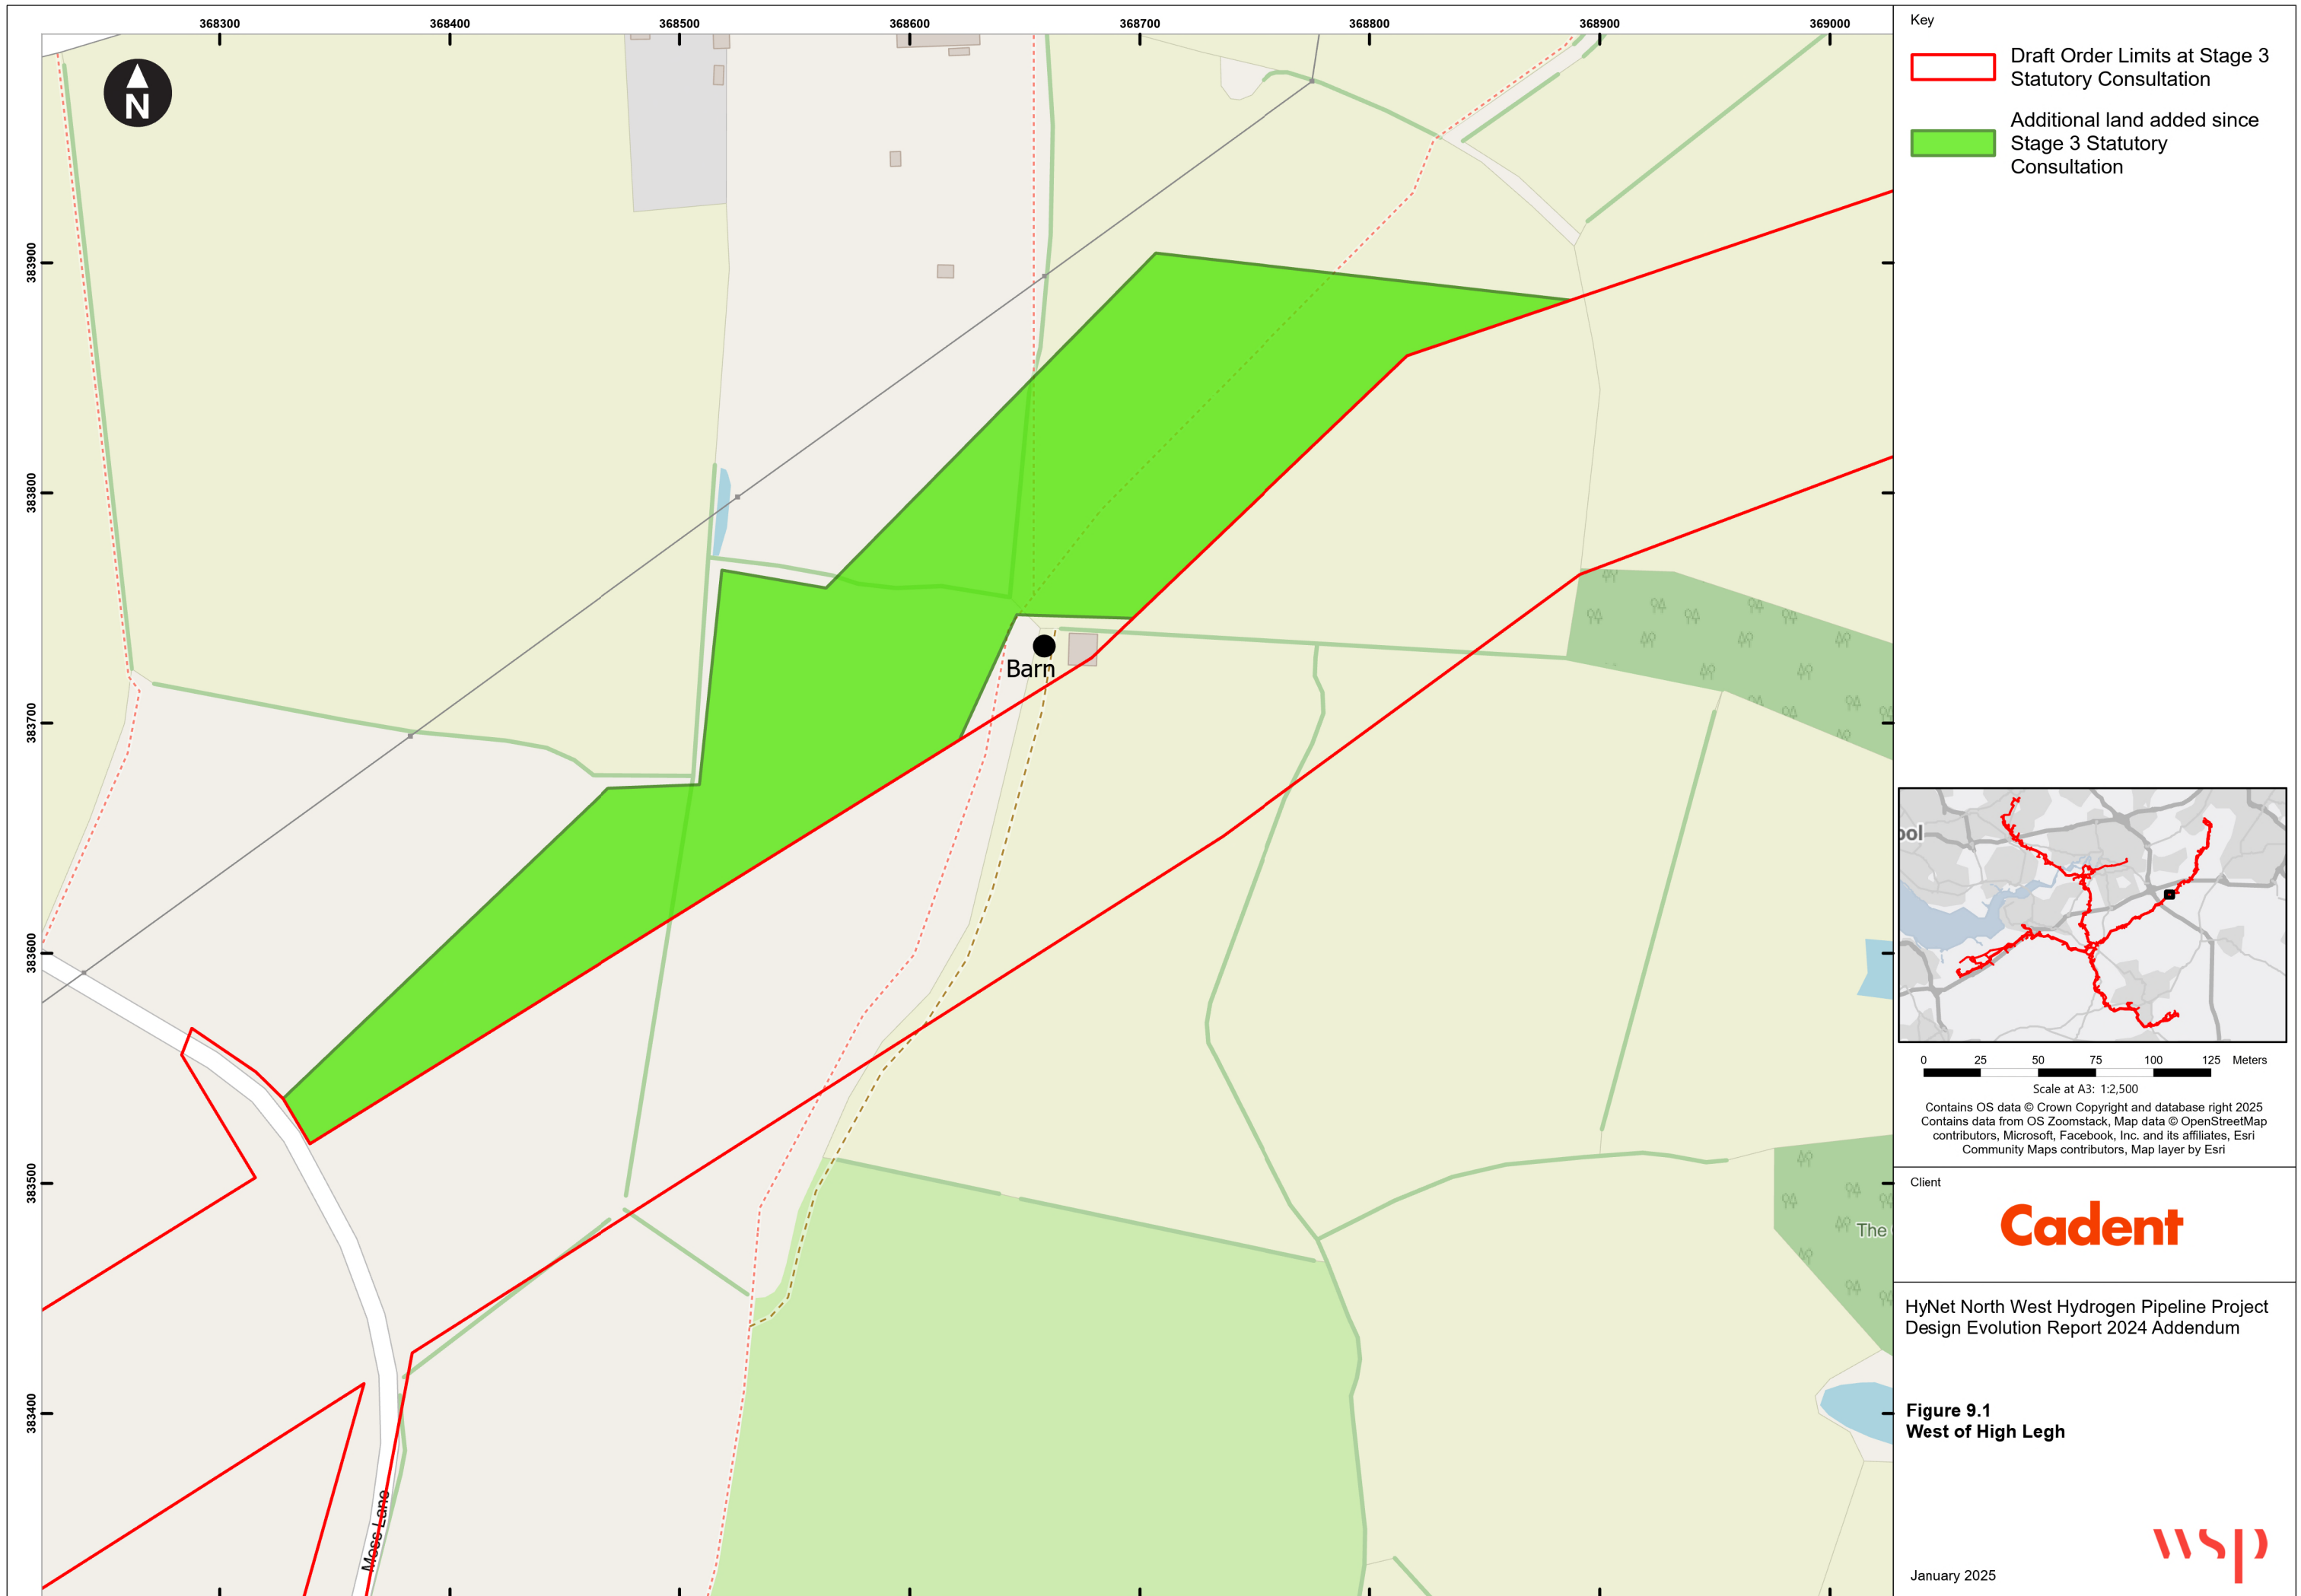 368300 368400 368500 368600 368700 368800 368900 369000
383900
383800
383700
383600
383500
383400
N
Barn
Moss Lane
The
Key
Draft Order Limits at Stage 3
Statutory Consultation
Additional land added since
Stage 3 Statutory
Consultation
ool
0 25 50 75 100 125 Meters
Scale at A3: 1:2,500
Contains OS data © Crown Copyright and database right 2025
Contains data from OS Zoomstack, Map data © OpenStreetMap
contributors, Microsoft, Facebook, Inc. and its affiliates, Esri
Community Maps contributors, Map layer by Esri
Client
Cadent
HyNet North West Hydrogen Pipeline Project
Design Evolution Report 2024 Addendum
Figure 9.1
West of High Legh
January 2025
wsp